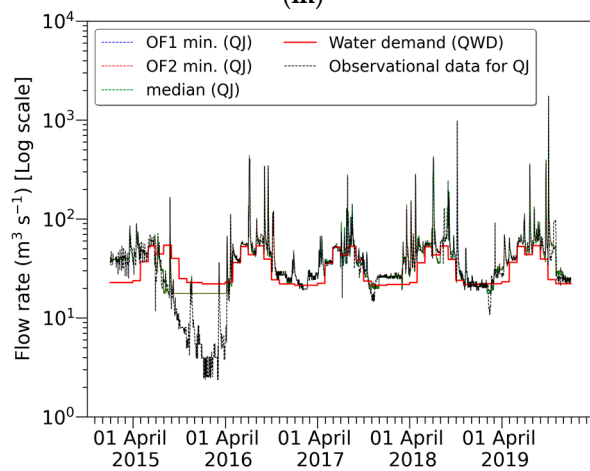 (ix)
10⁴
OF1 min. (QJ)
OF2 min. (QJ)
median (QJ)
Water demand (QWD)
Observational data for QJ
10³
10²
10¹
10⁰
Flow rate (m³ s⁻¹) [Log scale]
01 April 01 April 01 April 01 April 01 April
2015 2016 2017 2018 2019